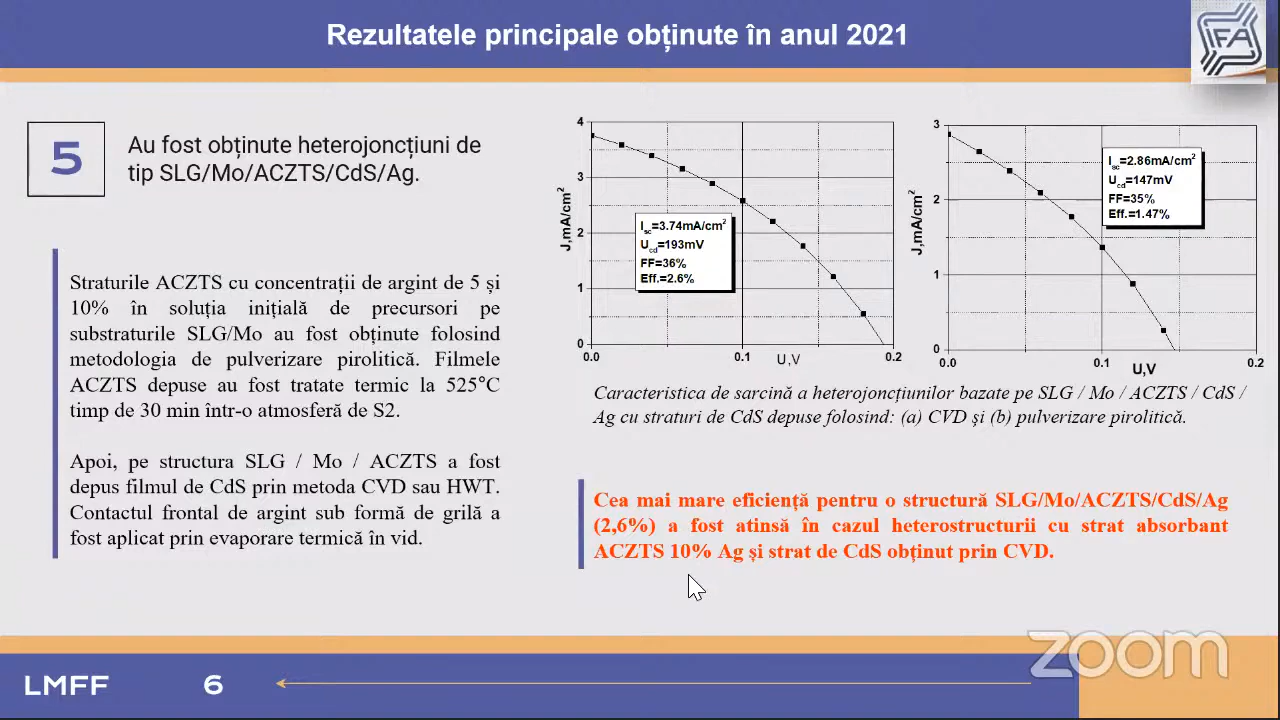 Rezultatele principale obținute în anul 2021
IFA
5
Au fost obținute heterojoncțiuni de
tip SLG/Mo/ACZTS/CdS/Ag.
Straturile ACZTS cu concentrații de argint de 5 și
10% în soluția inițială de precursori pe
substraturile SLG/Mo au fost obținute folosind
metodologia de pulverizare pirolitică. Filmele
ACZTS depuse au fost tratate termic la 525°C
timp de 30 min într-o atmosferă de S2.
Apoi, pe structura SLG / Mo / ACZTS a fost
depus filmul de CdS prin metoda CVD sau HWT.
Contactul frontal de argint sub formă de grilă a
fost aplicat prin evaporare termică în vid.
J,mA/cm²
4
3
2
1
0
0.0
0.1
0.2
U,V
Isc=3.74mA/cm²
Ucd=193mV
FF=36%
Eff.=2.6%
J,mA/cm²
3
2
1
0
0.0
0.1
0.2
U,V
Isc=2.86mA/cm²
Ucd=147mV
FF=35%
Eff.=1.47%
Caracteristica de sarcină a heterojoncțiunilor bazate pe SLG / Mo / ACZTS / CdS /
Ag cu straturi de CdS depuse folosind: (a) CVD și (b) pulverizare pirolitică.
Cea mai mare eficiență pentru o structură SLG/Mo/ACZTS/CdS/Ag
(2,6%) a fost atinsă în cazul heterostructurii cu strat absorbant
ACZTS 10% Ag și strat de CdS obținut prin CVD.
zoom
LMFF
6